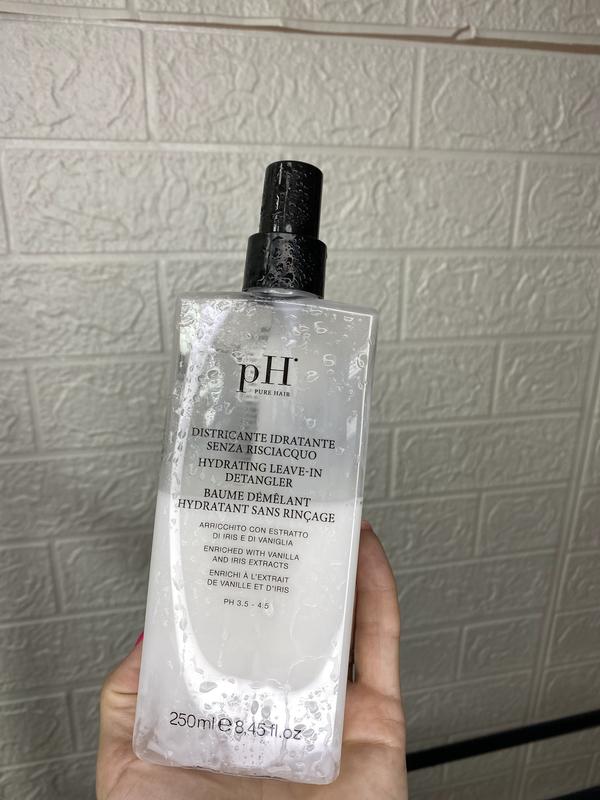 pH
PURE HAIR
DISTRICANTE IDRATANTE
SENZA RISCIACQUO
HYDRATING LEAVE-IN
DETANGLER
BAUME DÉMÊLANT
HYDRATANT SANS RINÇAGE
ARRICCHITO CON ESTRATTO
DI IRIS E DI VANIGLIA
ENRICHED WITH VANILLA
AND IRIS EXTRACTS
ENRICHI À L'EXTRAIT
DE VANILLE ET D'IRIS
PH 3.5 - 4.5
250ml ℮ 8.45 fl.oz